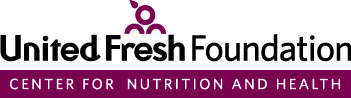 United Fresh Foundation
CENTER FOR NUTRITION AND HEALTH